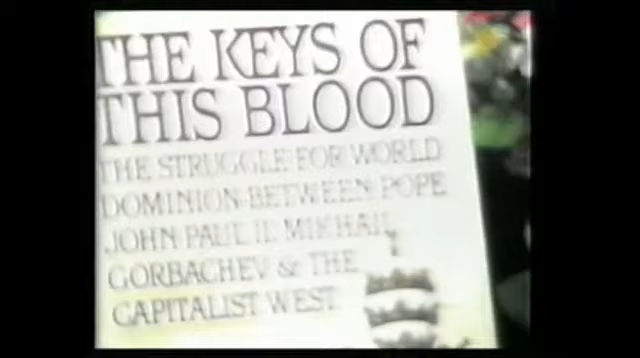 THE KEYS OF
THIS BLOOD
THE STRUGGLE FOR WORLD
DOMINION BETWEEN POPE
JOHN PAUL II, MIKHAIL
GORBACHEV & THE
CAPITALIST WEST